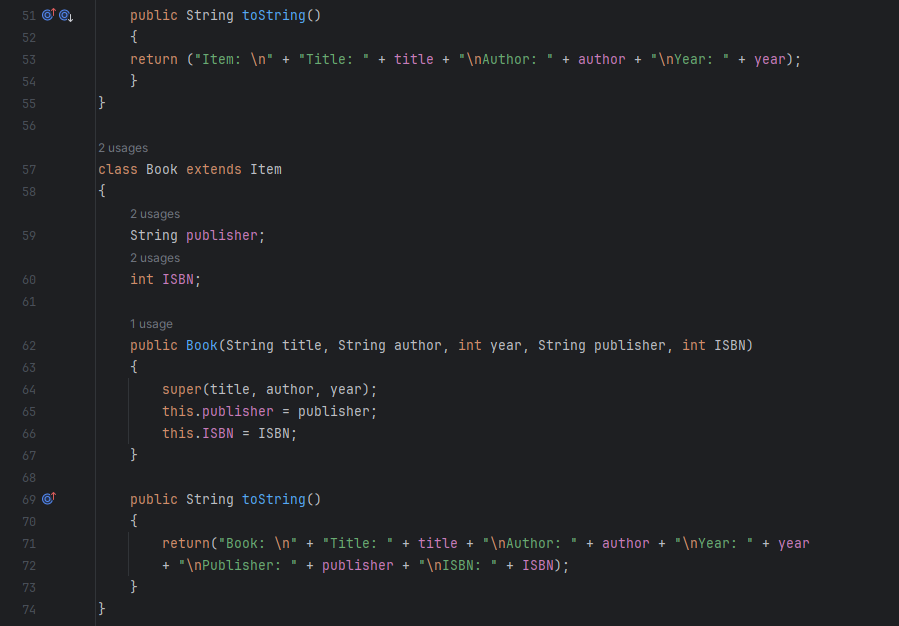 51 public String toString()
52 {
53 return ("Item: \n" + "Title: " + title + "\nAuthor: " + author + "\nYear: " + year);
54 }
55 }
56
2 usages
57 class Book extends Item
58 {
2 usages
59 String publisher;
2 usages
60 int ISBN;
61
1 usage
62 public Book(String title, String author, int year, String publisher, int ISBN)
63 {
64 super(title, author, year);
65 this.publisher = publisher;
66 this.ISBN = ISBN;
67 }
68
69 public String toString()
70 {
71 return("Book: \n" + "Title: " + title + "\nAuthor: " + author + "\nYear: " + year
72 + "\nPublisher: " + publisher + "\nISBN: " + ISBN);
73 }
74 }